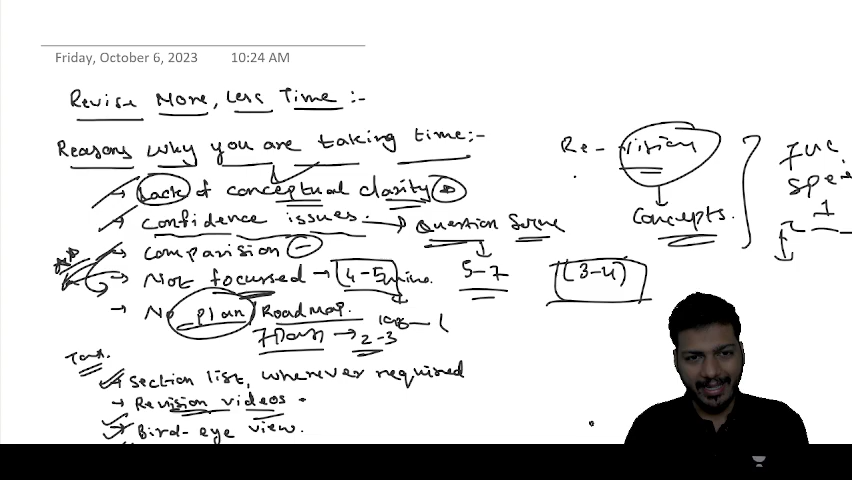 Friday, October 6, 2023 10:24 AM
Revise More, Less Time :-
Reasons why you are taking time:-
→ Lack of conceptual clarity
→ Confidence issues. → Question Solve
→ Comparision
→ Not focussed → 4-5 mins. 5-7 (3-4)
→ No plan/Roadmap.
7 Days → 2-3
Re-vision
Concepts.
1
→ Section list, wherever required
→ Revision videos.
→ Bird-eye view.